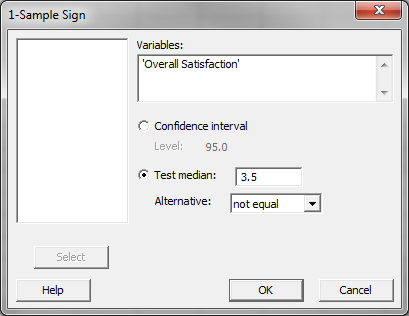 1-Sample Sign
Variables:
'Overall Satisfaction'
Confidence interval
Level: 95.0
Test median: 3.5
Alternative: not equal
Select
Help OK Cancel